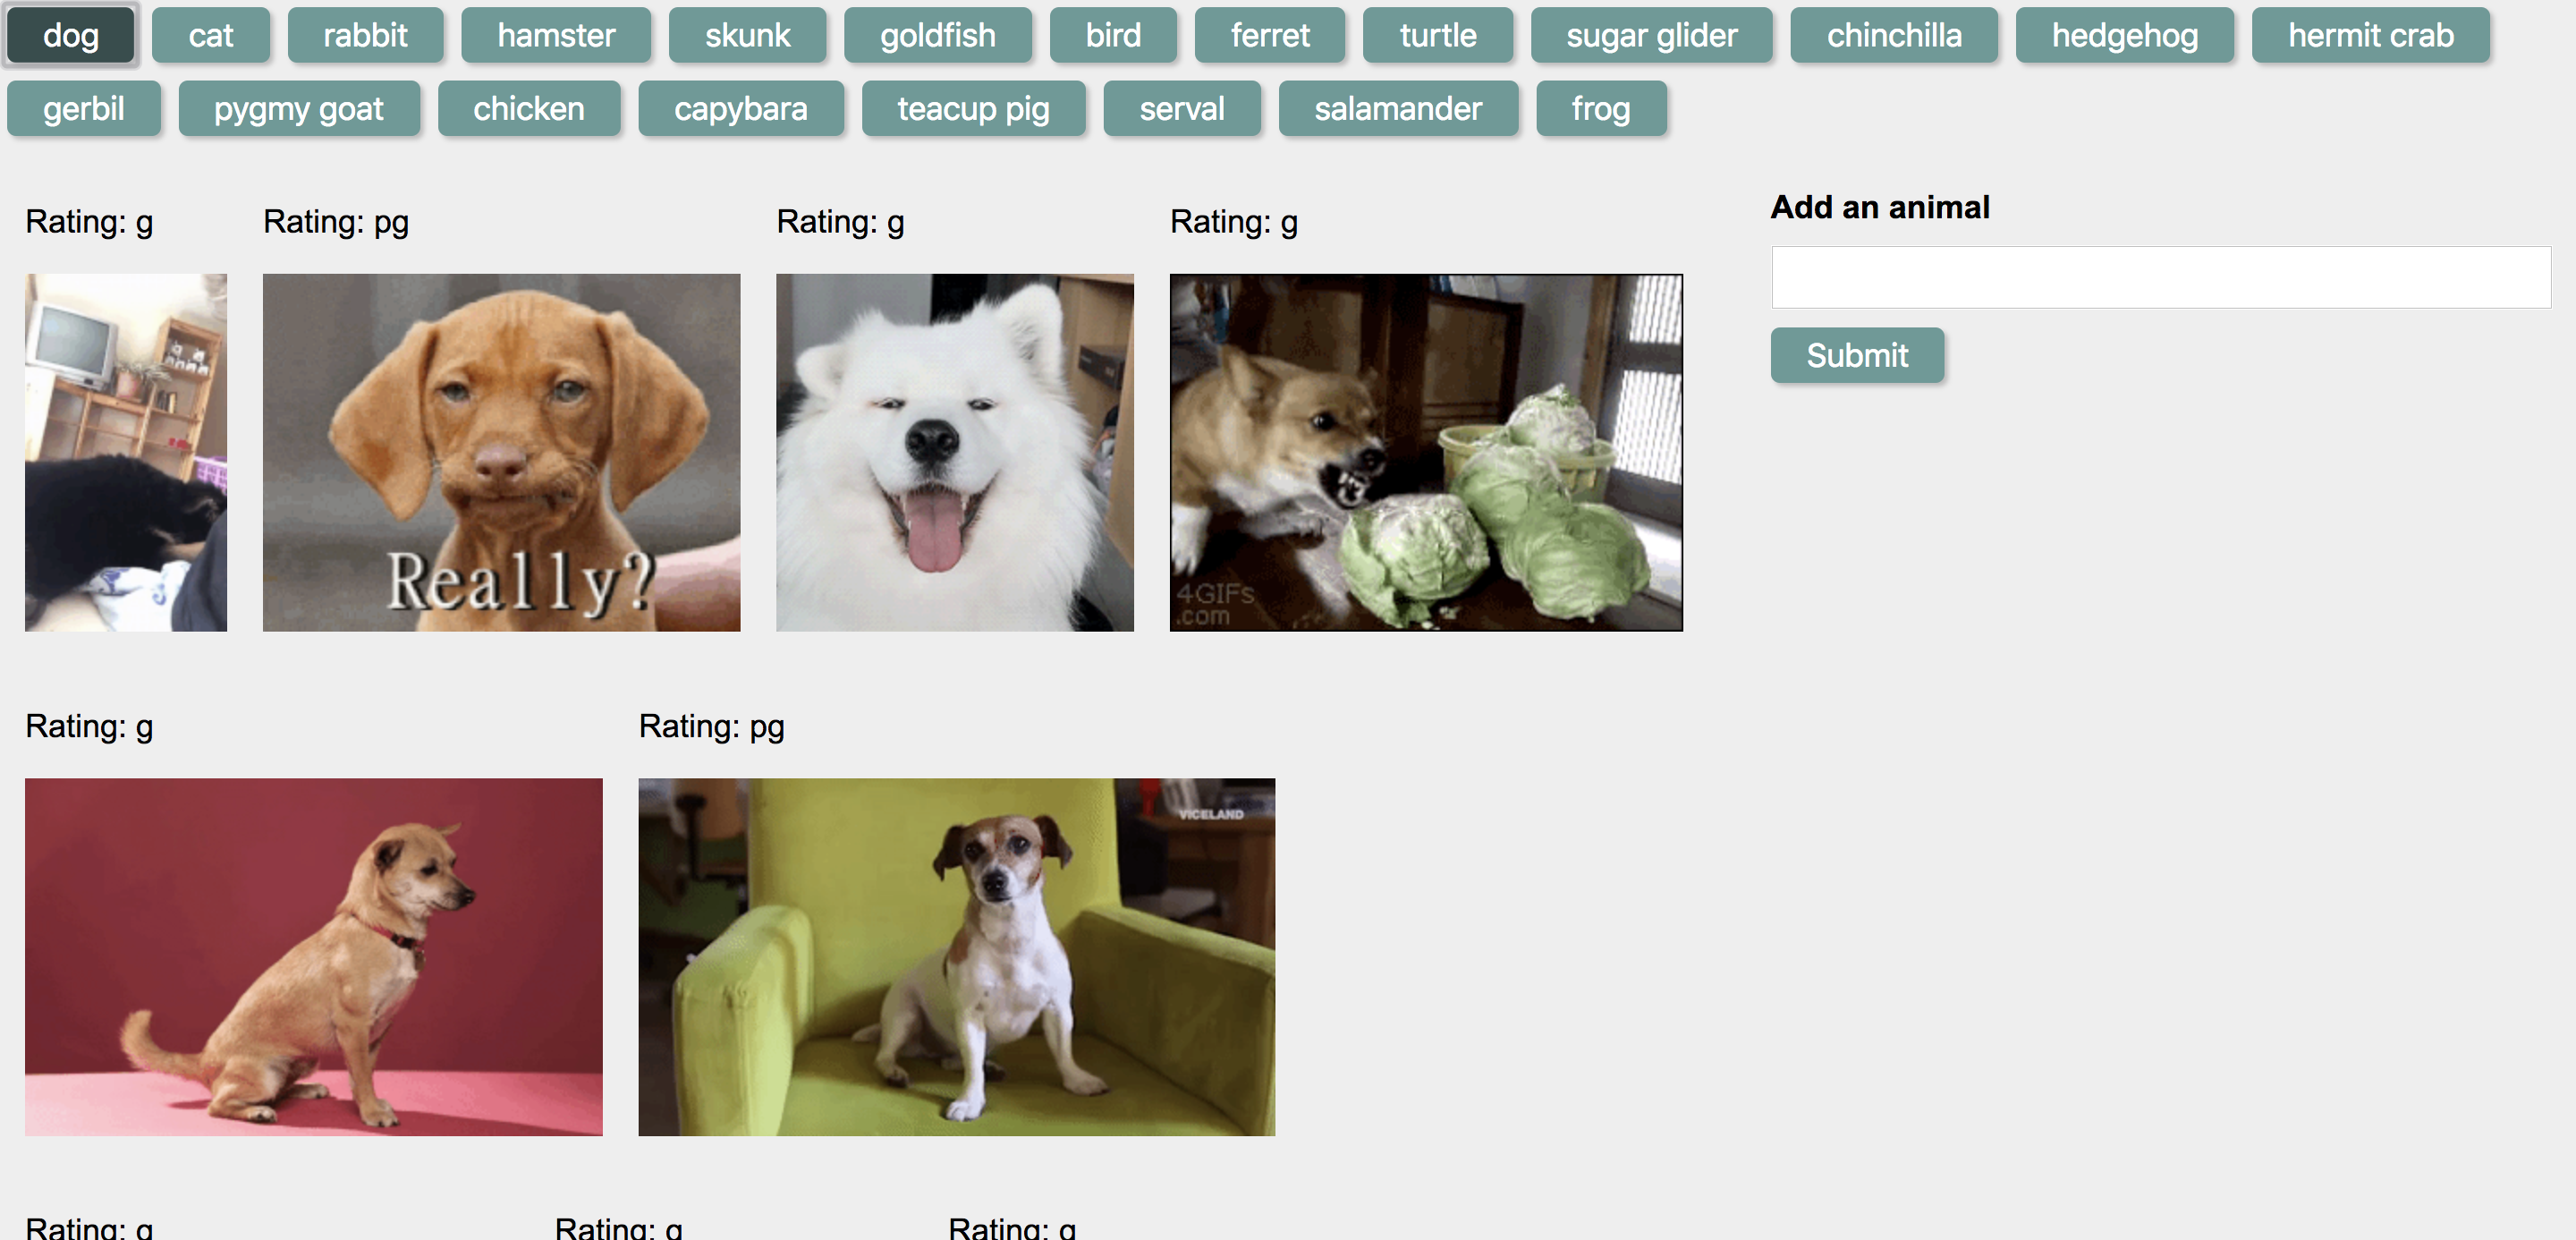 dog cat rabbit hamster skunk goldfish bird ferret turtle sugar glider chinchilla hedgehog hermit crab
gerbil pygmy goat chicken capybara teacup pig serval salamander frog
Add an animal
Rating: g Rating: pg Rating: g Rating: g
Submit
Really?
4GIFs
.com
Rating: g Rating: pg
VICELAND
Rating: g Rating: g Rating: g